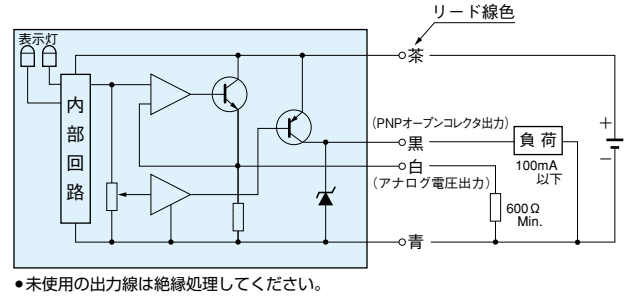 リード線色
表示灯
茶
内部回路
(PNPオープンコレクタ出力)
黒
負荷
100mA
以下
白
(アナログ電圧出力)
600Ω
Min.
青
+
−
●未使用の出力線は絶縁処理してください。